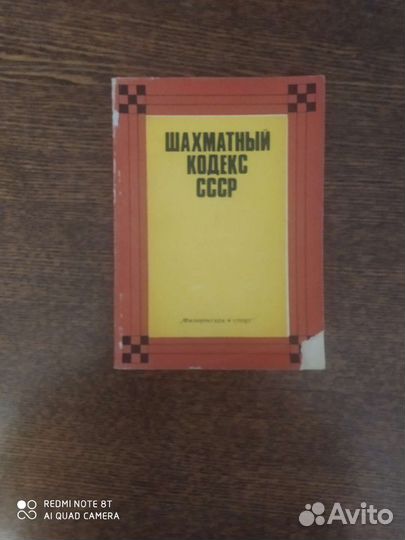 ШАХМАТНЫЙ
КОДЕКС
СССР
„Физкультура и спорт"
REDMI NOTE 8T
AI QUAD CAMERA
Avito